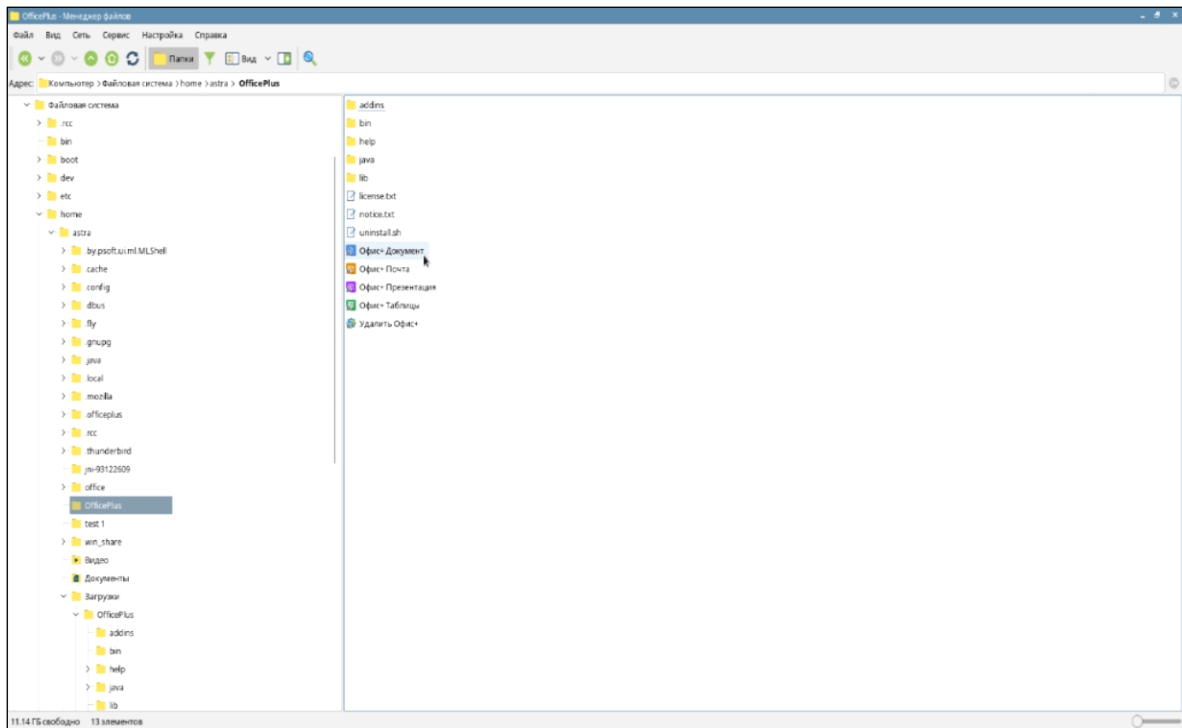 OfficePlus - Менеджер файлов
Файл Вид Сеть Сервис Настройка Справка
Папки Вид
Адрес: Компьютер > Файловая система > home > astra > OfficePlus
Файловая система
.rcc
bin
boot
dev
etc
home
astra
.by.psoft.ui.ml.MLShell
.cache
.config
.dbus
.fly
.gnupg
.java
.local
.mozilla
.officeplus
.rcc
.thunderbird
jni-93122609
office
OfficePlus
test 1
win_share
Видео
Документы
Загрузки
OfficePlus
addins
bin
help
java
lib
addins
bin
help
java
lib
license.txt
notice.txt
uninstall.sh
Офис+ Документ
Офис+ Почта
Офис+ Презентация
Офис+ Таблицы
Удалить Офис+
11.14 ГБ свободно 13 элементов